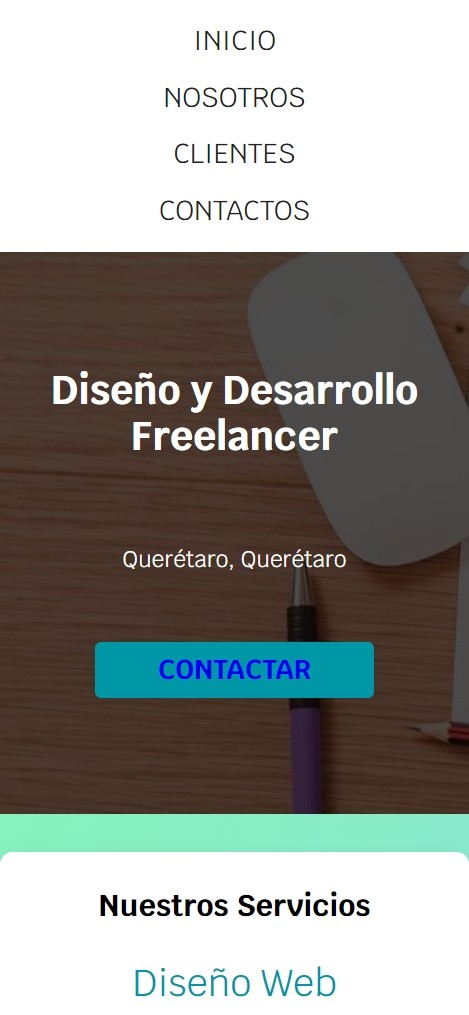 INICIO
NOSOTROS
CLIENTES
CONTACTOS
Diseño y Desarrollo
Freelancer
Querétaro, Querétaro
CONTACTAR
Nuestros Servicios
Diseño Web